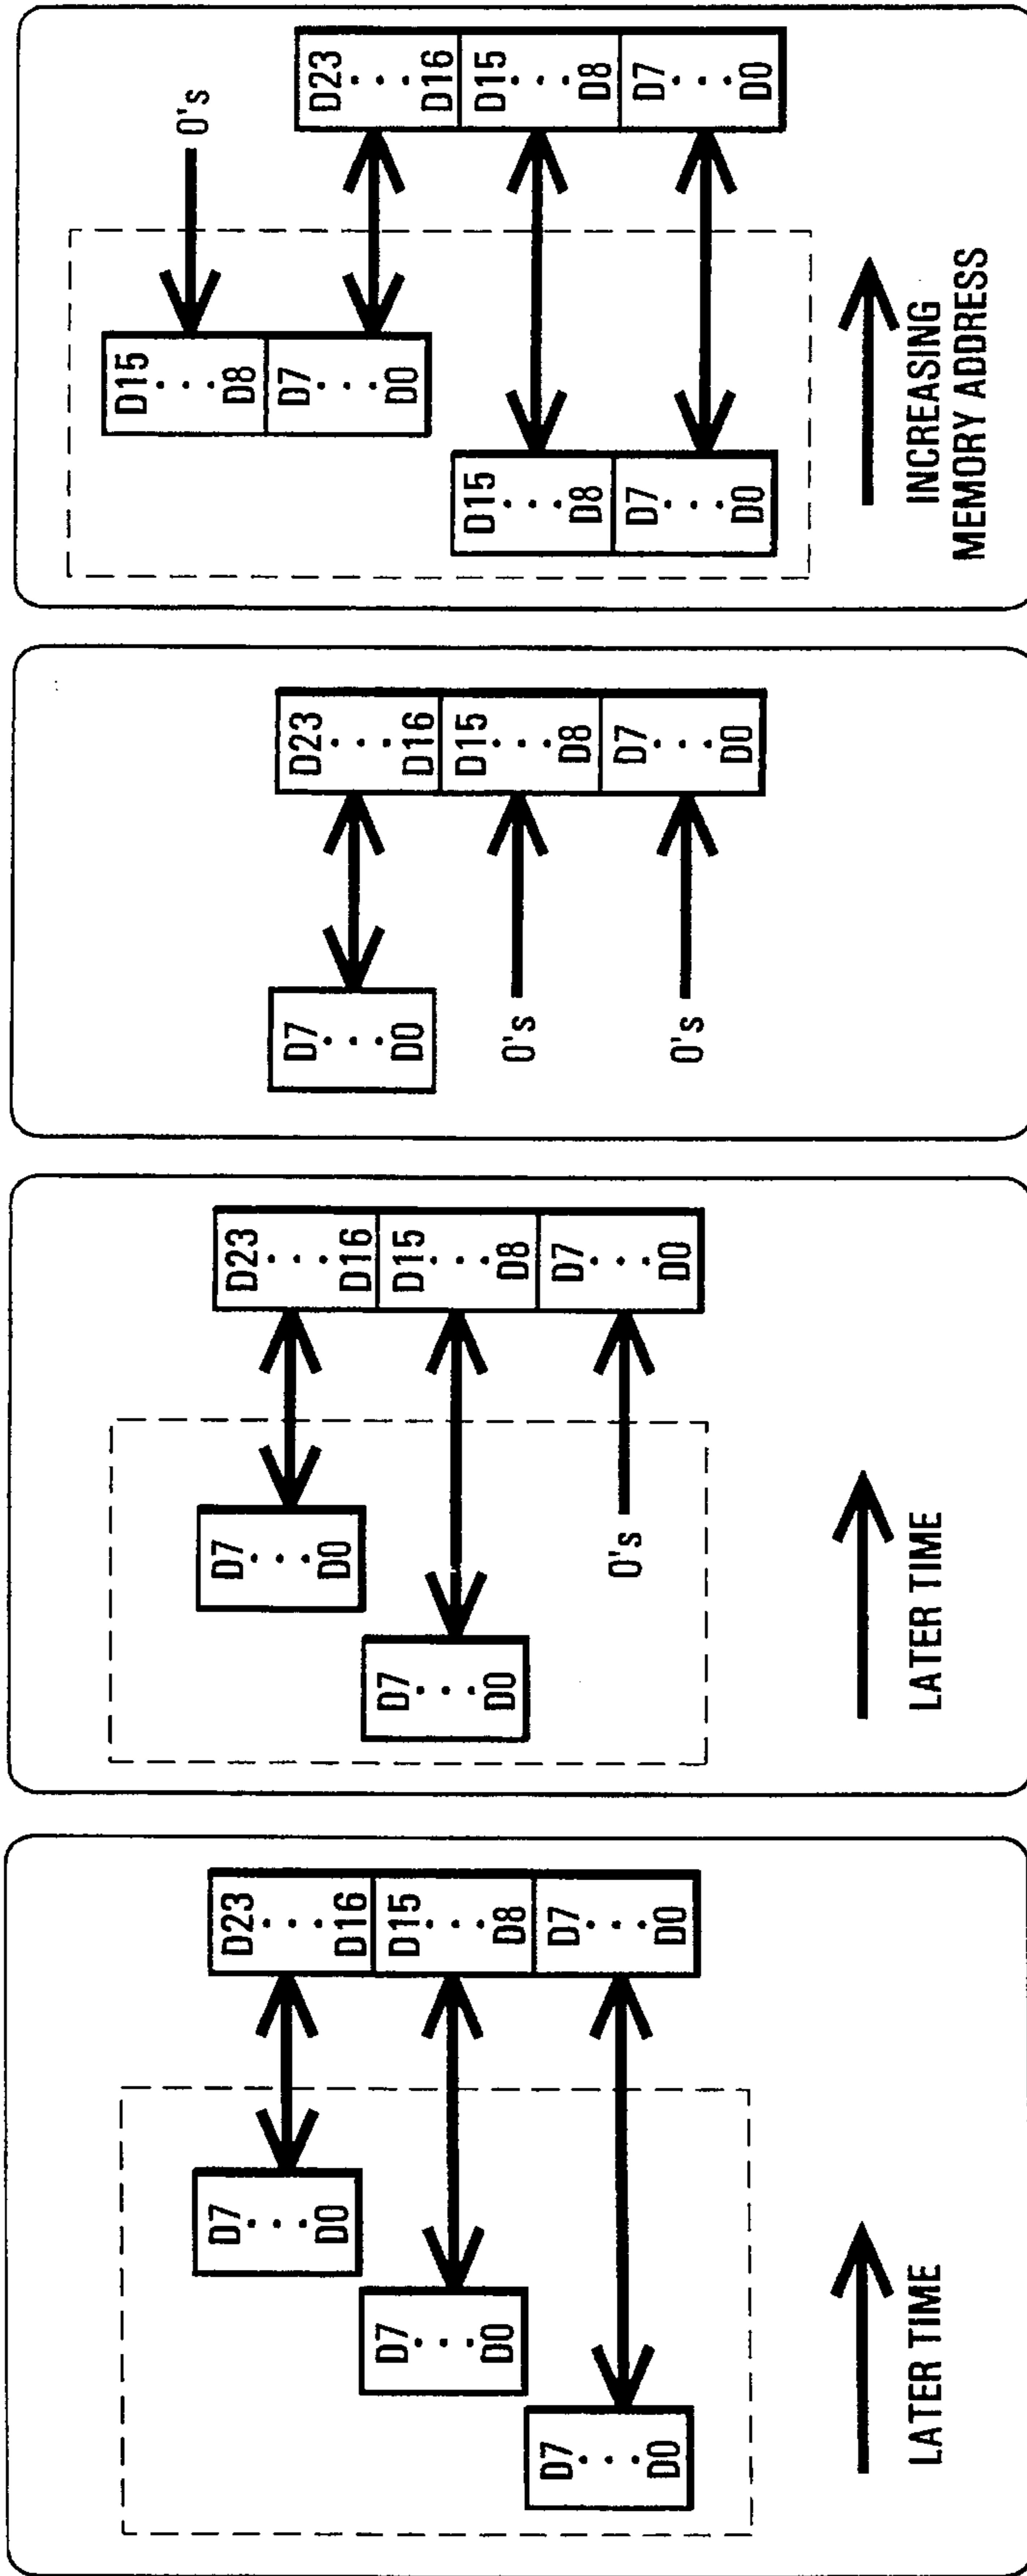 D7
...
D0
D7
...
D0
D7
...
D0
D23
...
D16
D15
...
D8
D7
...
D0
LATER TIME
D7
...
D0
D7
...
D0
0's
D23
...
D16
D15
...
D8
D7
...
D0
LATER TIME
D7
...
D0
0's
0's
D23
...
D16
D15
...
D8
D7
...
D0
0's
D15
...
D8
D7
...
D0
D15
...
D8
D7
...
D0
D23
...
D16
D15
...
D8
D7
...
D0
INCREASING
MEMORY ADDRESS